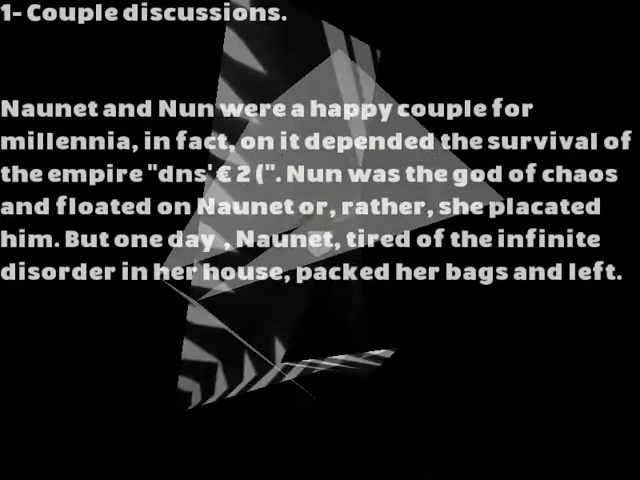 1- Couple discussions.
Naunet and Nun were a happy couple for
millennia, in fact, on it depended the survival of
the empire "dns' € 2 (". Nun was the god of chaos
and floated on Naunet or, rather, she placated
him. But one day , Naunet, tired of the infinite
disorder in her house, packed her bags and left.